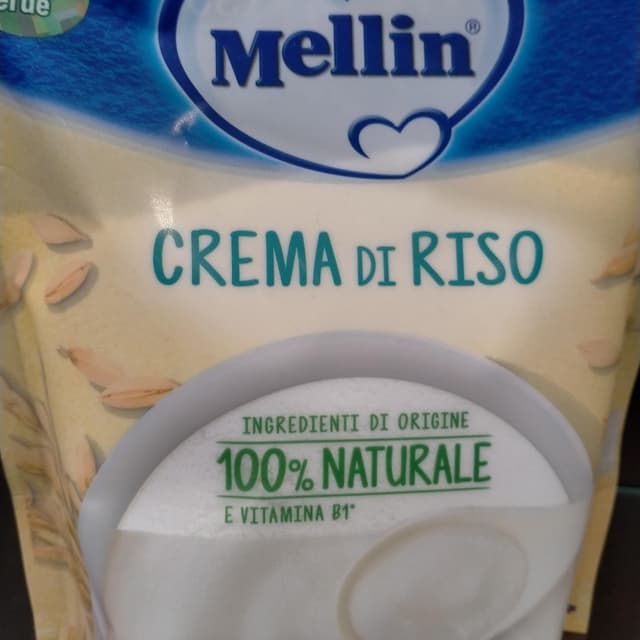 Mellin®
CREMA DI RISO
INGREDIENTI DI ORIGINE
100% NATURALE
E VITAMINA B1*